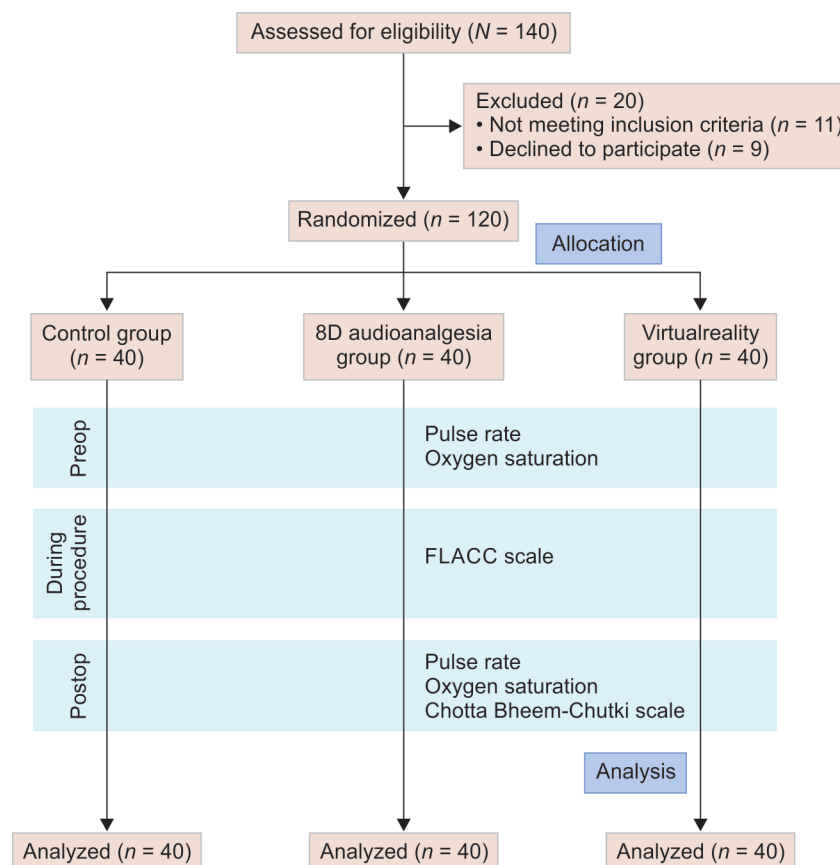 Assessed for eligibility (N = 140)
Excluded (n = 20)
• Not meeting inclusion criteria (n = 11)
• Declined to participate (n = 9)
Randomized (n = 120)
Allocation
Control group
(n = 40)
8D audioanalgesia
group (n = 40)
Virtualreality
group (n = 40)
Preop
Pulse rate
Oxygen saturation
During
procedure
FLACC scale
Postop
Pulse rate
Oxygen saturation
Chotta Bheem-Chutki scale
Analysis
Analyzed (n = 40)
Analyzed (n = 40)
Analyzed (n = 40)